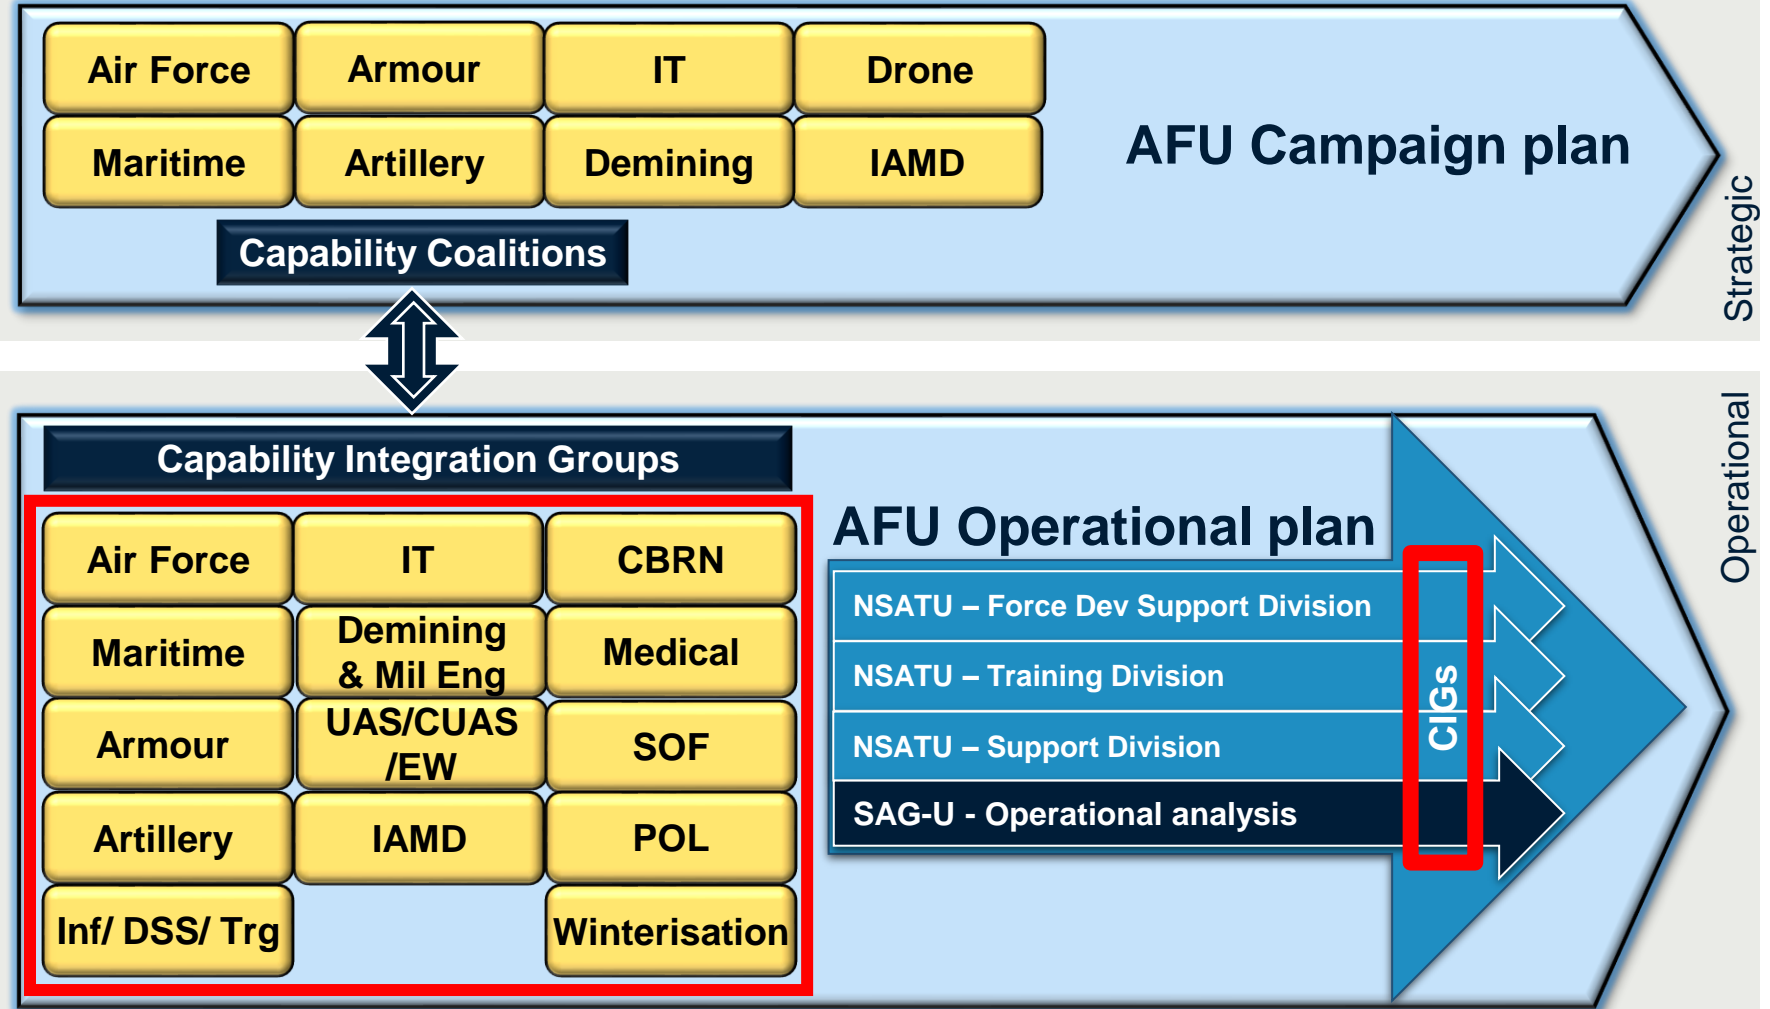 Air Force
Armour
IT
Drone
Maritime
Artillery
Demining
IAMD
AFU Campaign plan
Capability Coalitions
Strategic
Capability Integration Groups
Air Force
IT
CBRN
Maritime
Demining
& Mil Eng
Medical
Armour
UAS/CUAS
/EW
SOF
Artillery
IAMD
POL
Inf/ DSS/ Trg
Winterisation
AFU Operational plan
NSATU – Force Dev Support Division
NSATU – Training Division
NSATU – Support Division
SAG-U - Operational analysis
CIGs
Operational